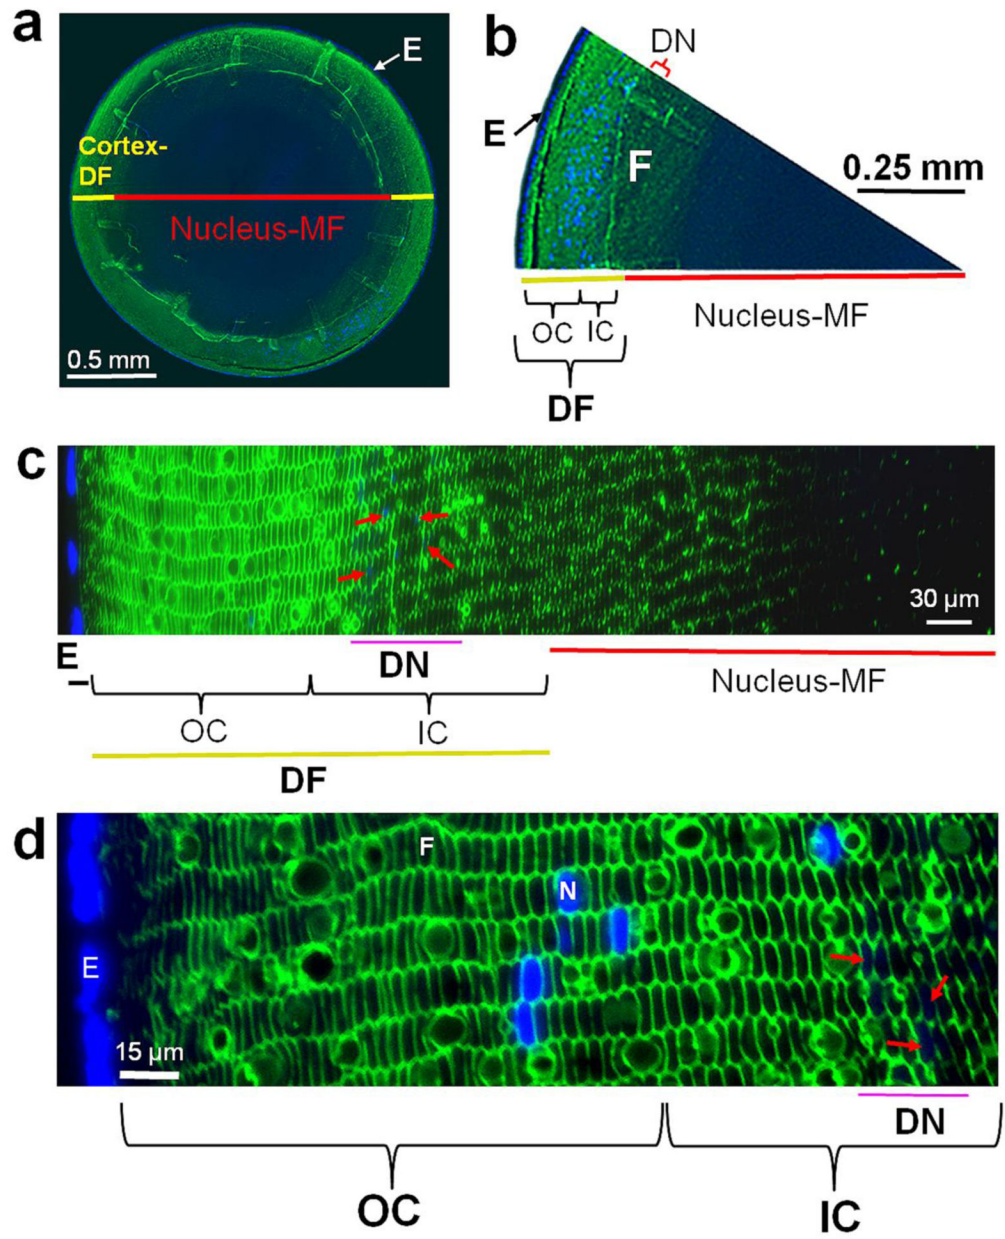 a
E
Cortex-
DF
Nucleus-MF
0.5 mm
b
DN
E
F
0.25 mm
OC
IC
Nucleus-MF
DF
c
30 µm
E
DN
Nucleus-MF
OC
IC
DF
d
F
N
E
15 µm
DN
OC
IC